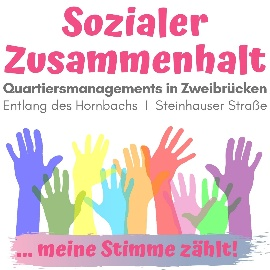 Sozialer
Zusammenhalt
Quartiersmanagements in Zweibrücken
Entlang des Hornbachs | Steinhauser Straße
... meine Stimme zählt!